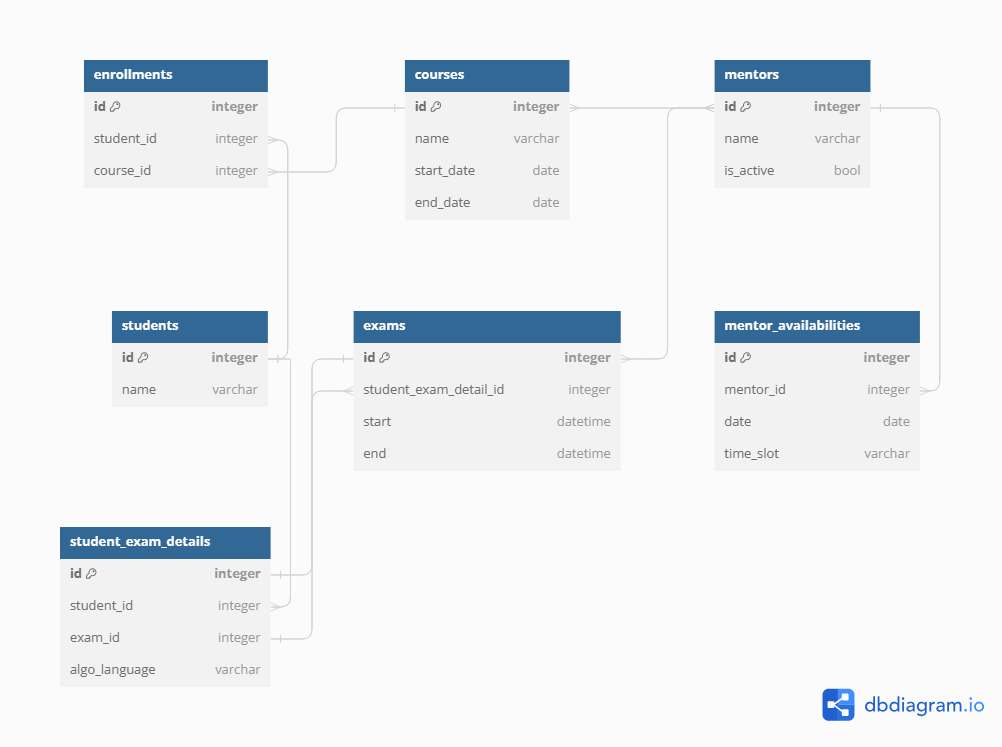 enrollments
id integer
student_id integer
course_id integer
courses
id integer
name varchar
start_date date
end_date date
mentors
id integer
name varchar
is_active bool
students
id integer
name varchar
exams
id integer
student_exam_detail_id integer
start datetime
end datetime
mentor_availabilities
id integer
mentor_id integer
date date
time_slot varchar
student_exam_details
id integer
student_id integer
exam_id integer
algo_language varchar
dbdiagram.io